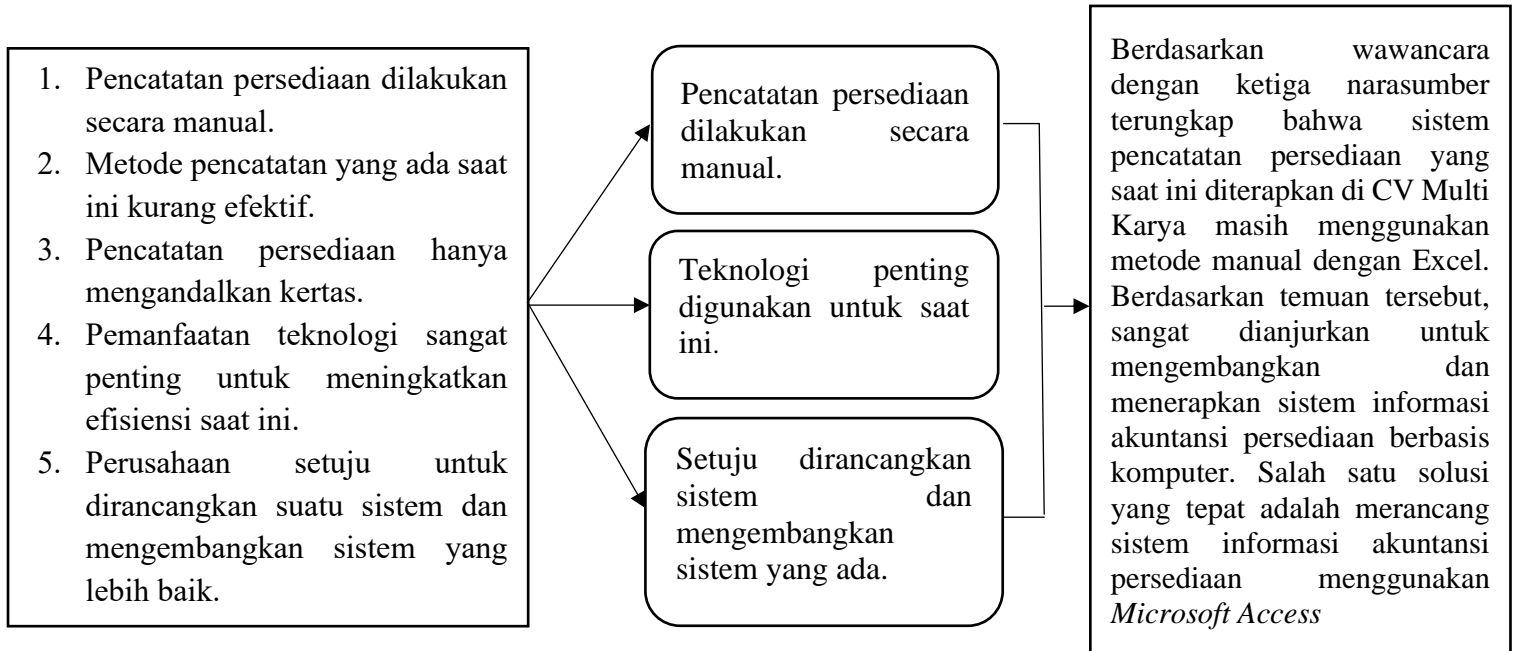 1. Pencatatan persediaan dilakukan
secara manual.
2. Metode pencatatan yang ada saat
ini kurang efektif.
3. Pencatatan persediaan hanya
mengandalkan kertas.
4. Pemanfaatan teknologi sangat
penting untuk meningkatkan
efisiensi saat ini.
5. Perusahaan setuju untuk
dirancangkan suatu sistem dan
mengembangkan sistem yang
lebih baik.
Pencatatan persediaan
dilakukan secara
manual.
Teknologi penting
digunakan untuk saat
ini.
Setuju dirancangkan
sistem dan
mengembangkan
sistem yang ada.
Berdasarkan wawancara
dengan ketiga narasumber
terungkap bahwa sistem
pencatatan persediaan yang
saat ini diterapkan di CV Multi
Karya masih menggunakan
metode manual dengan Excel.
Berdasarkan temuan tersebut,
sangat dianjurkan untuk
mengembangkan dan
menerapkan sistem informasi
akuntansi persediaan berbasis
komputer. Salah satu solusi
yang tepat adalah merancang
sistem informasi akuntansi
persediaan menggunakan
Microsoft Access